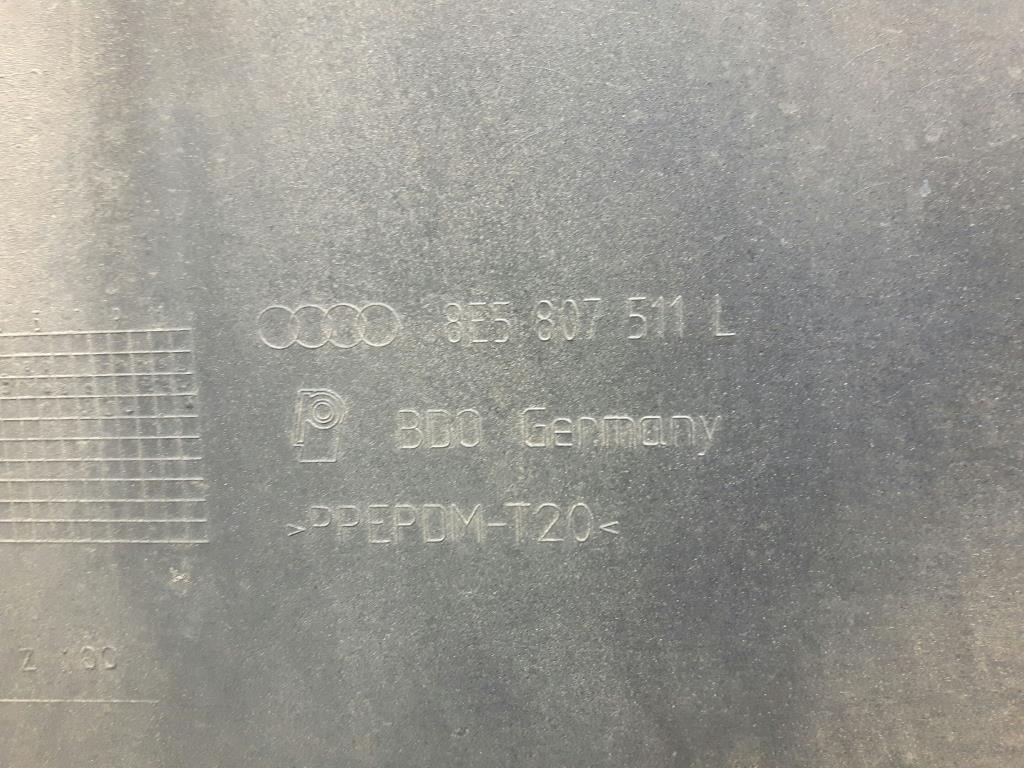 8E5 807 511 L
BDO Germany
>PPEPDM-T20<